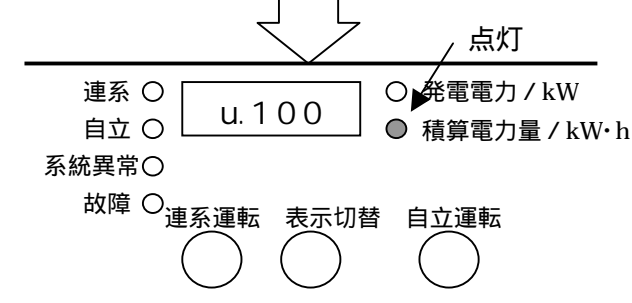 点灯
連系
u.100
発電電力 / kW
自立
積算電力量 / kW・h
系統異常
故障
連系運転 表示切替 自立運転